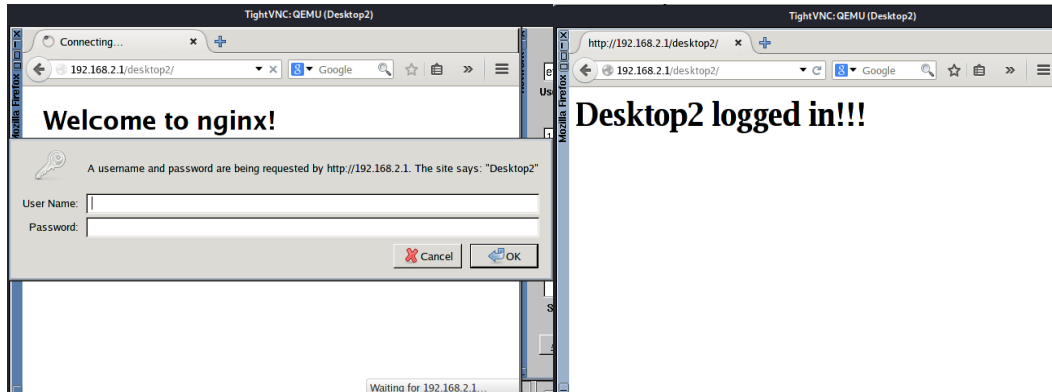 TightVNC: QEMU (Desktop2)
Connecting...
192.168.2.1/desktop2/
Google
Mozilla Firefox
Welcome to nginx!
A username and password are being requested by http://192.168.2.1. The site says: "Desktop2"
User Name:
Password:
Cancel
OK
Waiting for 192.168.2.1...
TightVNC: QEMU (Desktop2)
http://192.168.2.1/desktop2/
192.168.2.1/desktop2/
Google
Mozilla Firefox
Desktop2 logged in!!!